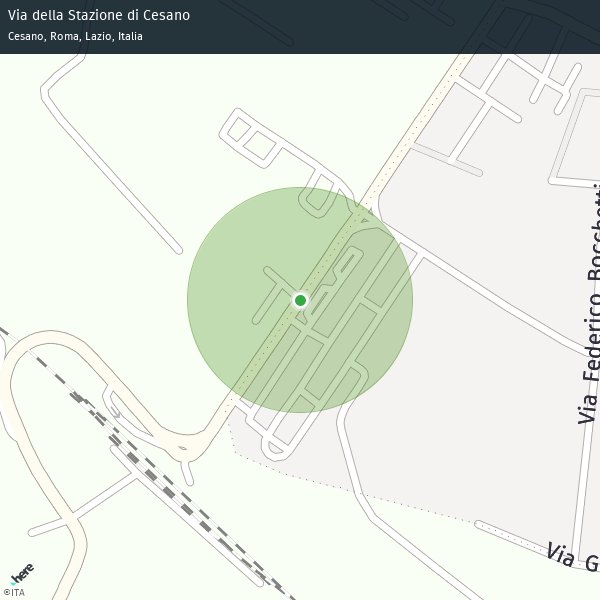 Via della Stazione di Cesano
Cesano, Roma, Lazio, Italia
Via Federico Bocchetti
Via G
here
©ITA